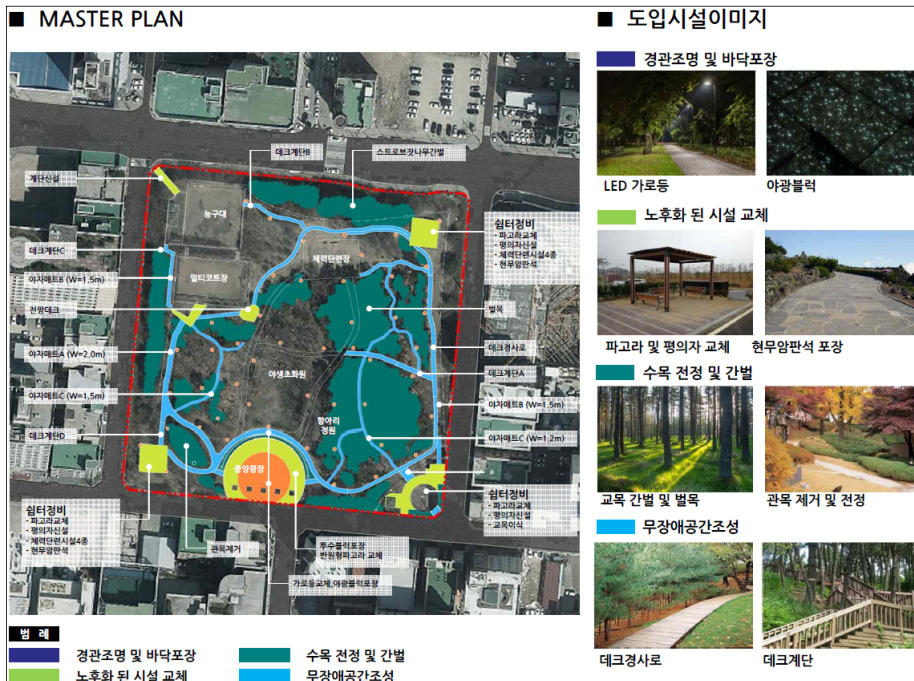 ■ MASTER PLAN
데크계단B
스트로브잣나무간벌
계단신설
농구대
쉼터정비
- 파고라교체
- 평의자신설
- 체력단련시설4종
- 현무암판석
데크계단C
체력단련장
야자매트B (W=1.5m)
멀티코트장
전망데크
벌목
데크경사로
야자매트A (W=2.0m)
데크계단A
야생초화원
야자매트C (W=1.5m)
야자매트B (W=1.5m)
항아리
정원
데크계단D
야자매트C (W=1.2m)
중앙광장
쉼터정비
- 파고라교체
- 평의자신설
- 교목이식
쉼터정비
- 파고라교체
- 평의자신설
- 체력단련시설4종
- 현무암판석
관목제거
투수블럭포장
반원형파고라 교체
가로등교체,야광블럭포장
범 례
경관조명 및 바닥포장
수목 전정 및 간벌
노후화 된 시설 교체
무장애공간조성
■ 도입시설이미지
경관조명 및 바닥포장
LED 가로등
야광블럭
노후화 된 시설 교체
파고라 및 평의자 교체
현무암판석 포장
수목 전정 및 간벌
교목 간벌 및 벌목
관목 제거 및 전정
무장애공간조성
데크경사로
데크계단